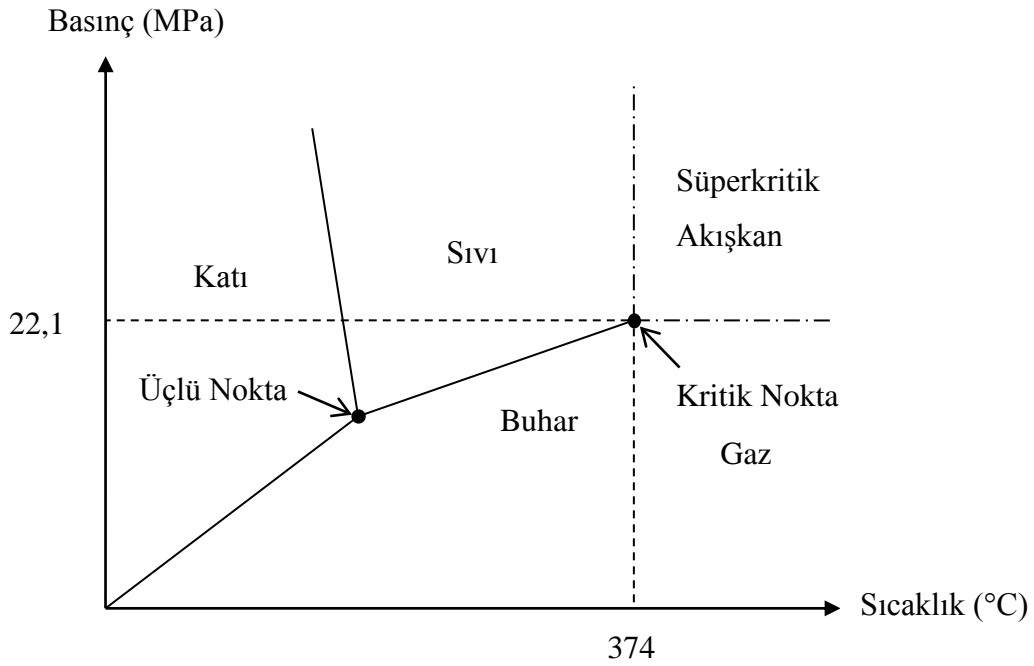 Basınç (MPa)
Süperkritik
Akışkan
Sıvı
Katı
22,1
Üçlü Nokta
Kritik Nokta
Buhar
Gaz
Sıcaklık (°C)
374